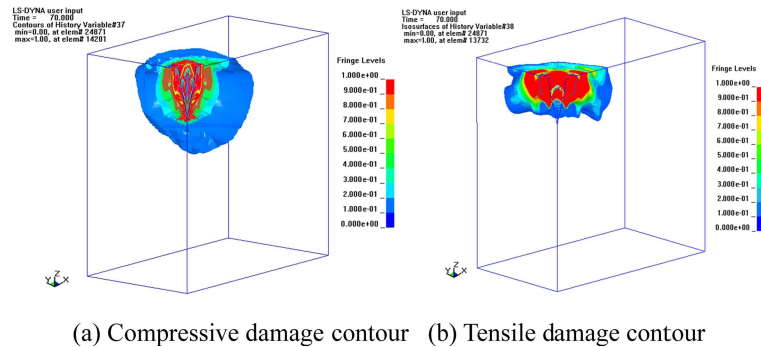 LS-DYNA user input
Time = 70.000
Contours of History Variable#37
min=0.00, at elem# 24871
max=1.00, at elem# 14201
Fringe Levels
1.000e+00
9.000e-01
8.000e-01
7.000e-01
6.000e-01
5.000e-01
4.000e-01
3.000e-01
2.000e-01
1.000e-01
0.000e+00
Z
Y X
(a) Compressive damage contour
LS-DYNA user input
Time = 70.000
Isosurfaces of History Variable#38
min=0.00, at elem# 24871
max=1.00, at elem# 13732
Fringe Levels
1.000e+00
9.000e-01
8.000e-01
7.000e-01
6.000e-01
5.000e-01
4.000e-01
3.000e-01
2.000e-01
1.000e-01
0.000e+00
Z
Y X
(b) Tensile damage contour